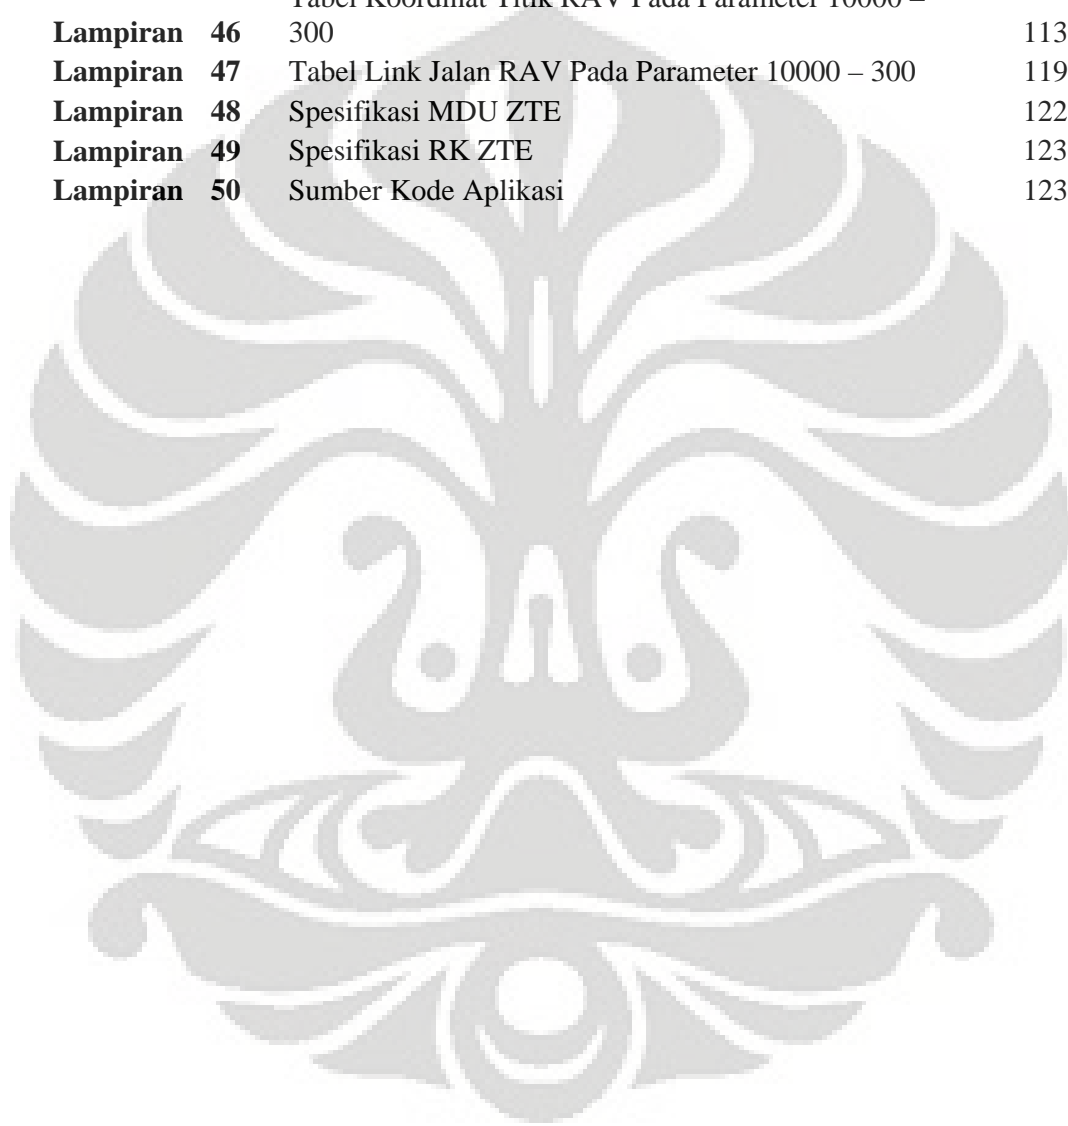 Tabel Koordinat Titik RAV Pada Parameter 10000 –
Lampiran 46 300 113
Lampiran 47 Tabel Link Jalan RAV Pada Parameter 10000 – 300 119
Lampiran 48 Spesifikasi MDU ZTE 122
Lampiran 49 Spesifikasi RK ZTE 123
Lampiran 50 Sumber Kode Aplikasi 123